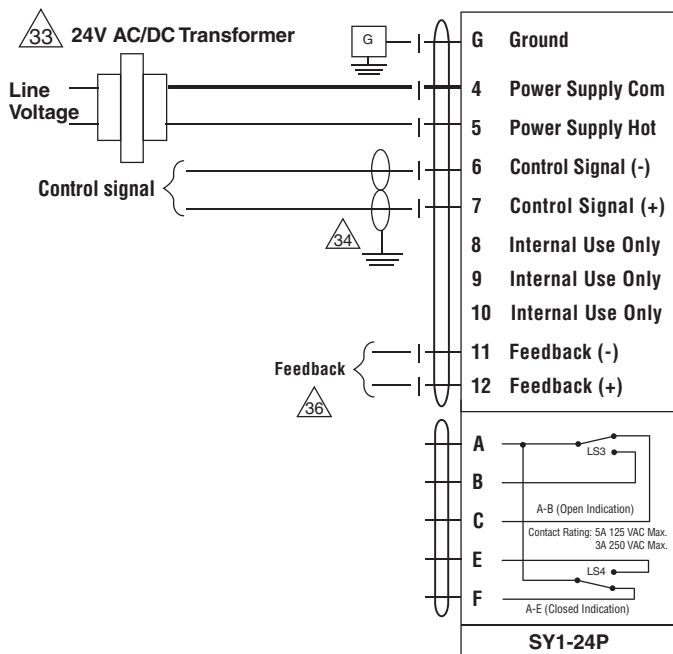 33 24V AC/DC Transformer
Line
Voltage
G
G Ground
4 Power Supply Com
5 Power Supply Hot
Control signal
6 Control Signal (-)
7 Control Signal (+)
34
8 Internal Use Only
9 Internal Use Only
10 Internal Use Only
Feedback
36
11 Feedback (-)
12 Feedback (+)
A
LS3
B
A-B (Open Indication)
C
Contact Rating: 5A 125 VAC Max.
3A 250 VAC Max.
E
LS4
F
A-E (Closed Indication)
SY1-24P